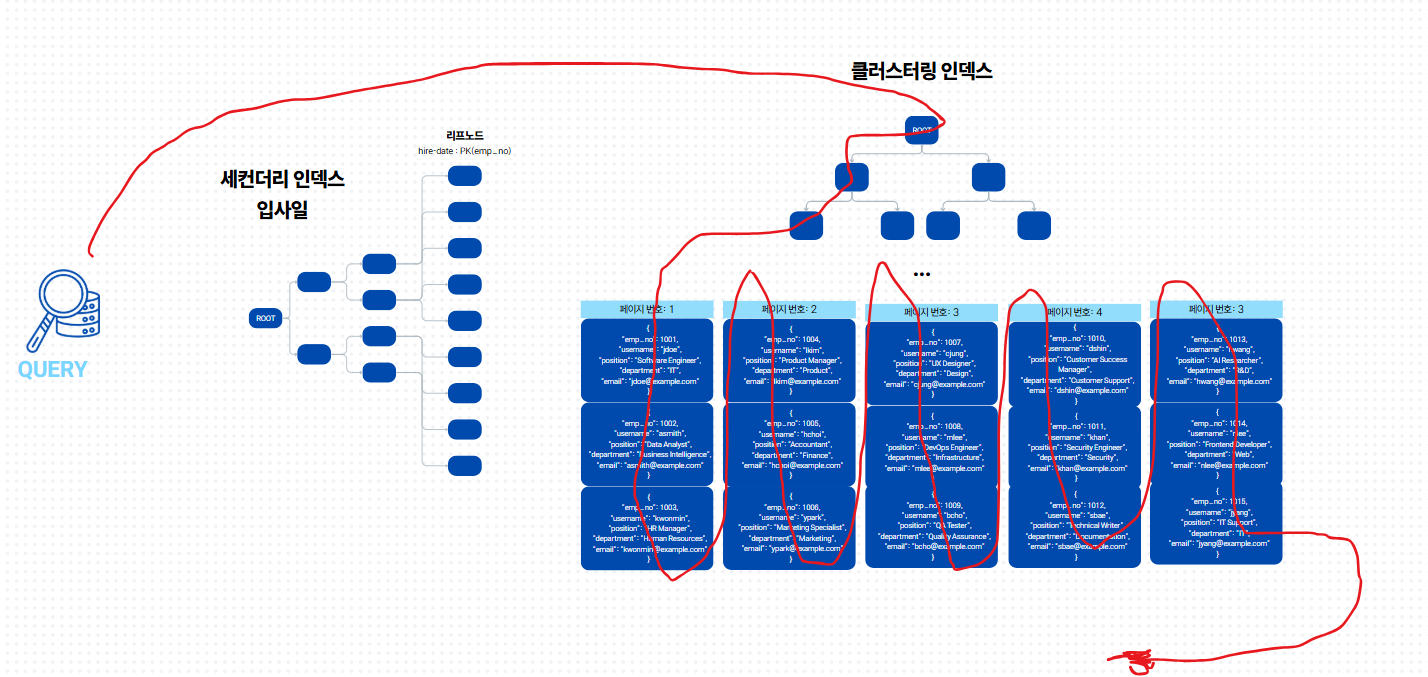 클러스터링 인덱스
ROOT
리프노드
hire-date : PK(emp_no)
세컨더리 인덱스
입사일
ROOT
QUERY
...
페이지 번호: 1
{
"emp_no": 1001,
"username": "jdoe",
"position": "Software Engineer",
"department": "IT",
"email": "jdoe@example.com"
}
{
"emp_no": 1002,
"username": "asmith",
"position": "Data Analyst",
"department": "Business Intelligence",
"email": "asmith@example.com"
}
{
"emp_no": 1003,
"username": "kwonmin",
"position": "HR Manager",
"department": "Human Resources",
"email": "kwonmin@example.com"
}
페이지 번호: 2
{
"emp_no": 1004,
"username": "lkim",
"position": "Product Manager",
"department": "Product",
"email": "lkim@example.com"
}
{
"emp_no": 1005,
"username": "hchoi",
"position": "Accountant",
"department": "Finance",
"email": "hchoi@example.com"
}
{
"emp_no": 1006,
"username": "ypark",
"position": "Marketing Specialist",
"department": "Marketing",
"email": "ypark@example.com"
}
페이지 번호: 3
{
"emp_no": 1007,
"username": "cjung",
"position": "UX Designer",
"department": "Design",
"email": "cjung@example.com"
}
{
"emp_no": 1008,
"username": "mlee",
"position": "DevOps Engineer",
"department": "Infrastructure",
"email": "mlee@example.com"
}
{
"emp_no": 1009,
"username": "bcho",
"position": "QA Tester",
"department": "Quality Assurance",
"email": "bcho@example.com"
}
페이지 번호: 4
{
"emp_no": 1010,
"username": "dshin",
"position": "Customer Success
Manager",
"department": "Customer Support",
"email": "dshin@example.com"
}
{
"emp_no": 1011,
"username": "khan",
"position": "Security Engineer",
"department": "Security",
"email": "khan@example.com"
}
{
"emp_no": 1012,
"username": "sbae",
"position": "Technical Writer",
"department": "Documentation",
"email": "sbae@example.com"
}
페이지 번호: 3
{
"emp_no": 1013,
"username": "hwang",
"position": "AI Researcher",
"department": "R&D",
"email": "hwang@example.com"
}
{
"emp_no": 1014,
"username": "nlee",
"position": "Frontend Developer",
"department": "Web",
"email": "nlee@example.com"
}
{
"emp_no": 1015,
"username": "jyang",
"position": "IT Support",
"department": "IT",
"email": "jyang@example.com"
}